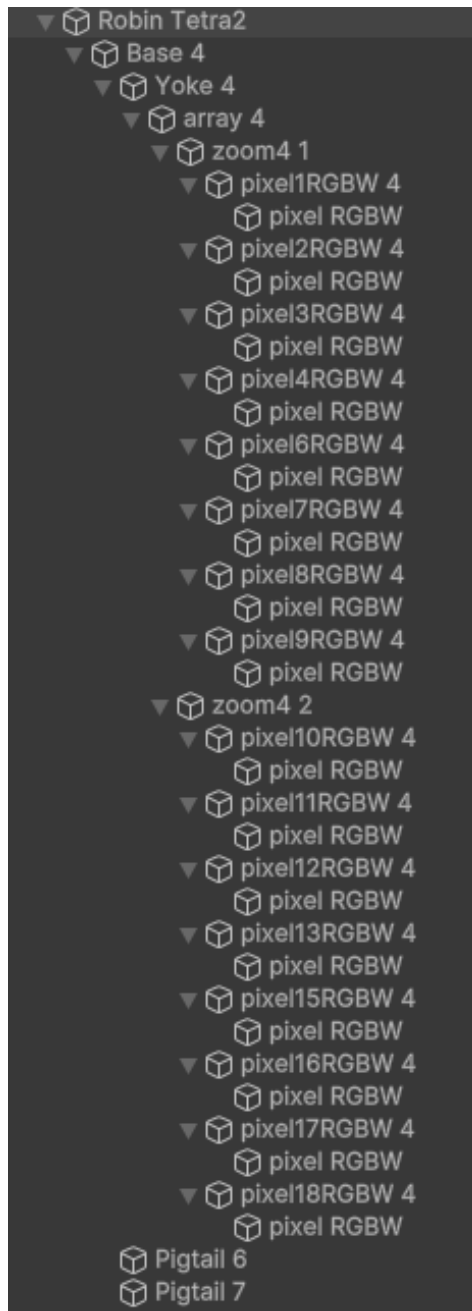 Robin Tetra2
Base 4
Yoke 4
array 4
zoom4 1
pixel1RGBW 4
pixel RGBW
pixel2RGBW 4
pixel RGBW
pixel3RGBW 4
pixel RGBW
pixel4RGBW 4
pixel RGBW
pixel6RGBW 4
pixel RGBW
pixel7RGBW 4
pixel RGBW
pixel8RGBW 4
pixel RGBW
pixel9RGBW 4
pixel RGBW
zoom4 2
pixel10RGBW 4
pixel RGBW
pixel11RGBW 4
pixel RGBW
pixel12RGBW 4
pixel RGBW
pixel13RGBW 4
pixel RGBW
pixel15RGBW 4
pixel RGBW
pixel16RGBW 4
pixel RGBW
pixel17RGBW 4
pixel RGBW
pixel18RGBW 4
pixel RGBW
Pigtail 6
Pigtail 7